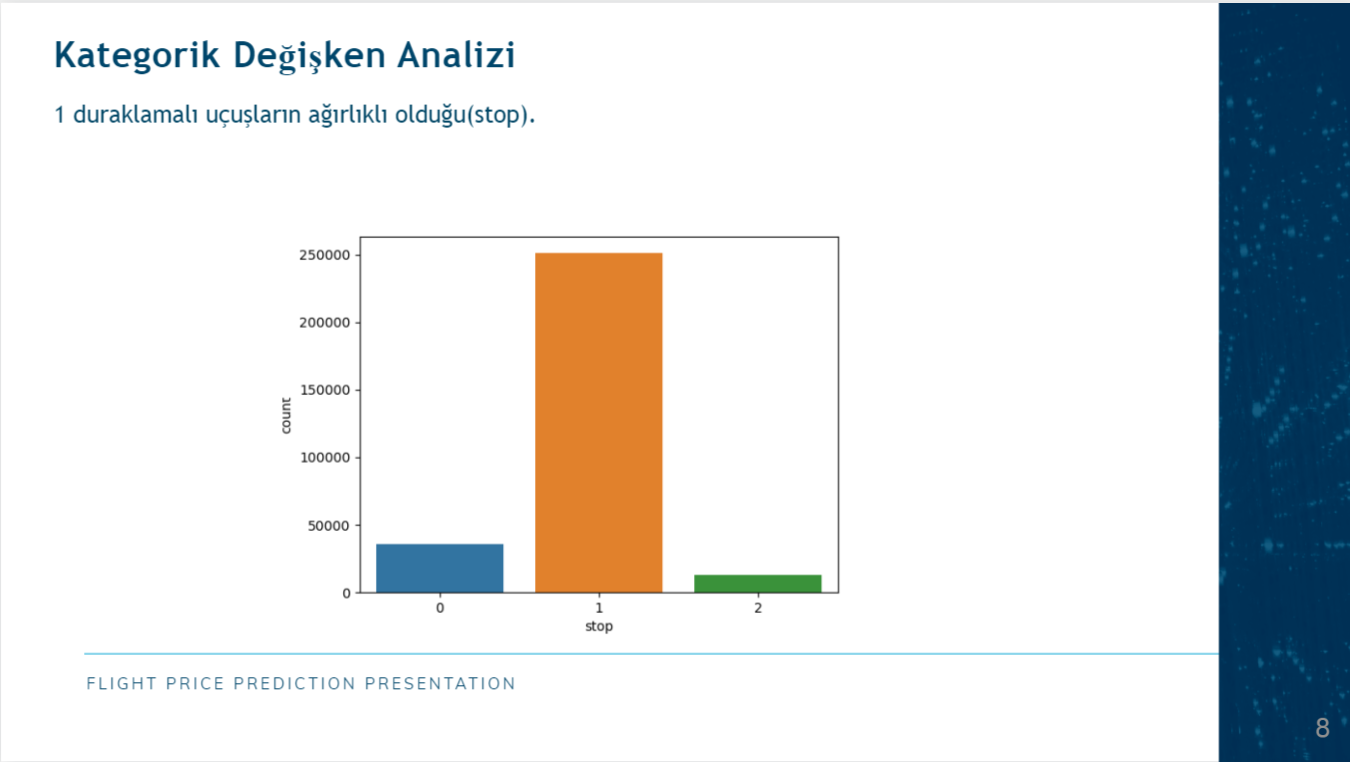 Kategorik Değişken Analizi
1 duraklamalı uçuşların ağırlıklı olduğu(stop).
250000
200000
150000
100000
50000
0
count
0 1 2
stop
FLIGHT PRICE PREDICTION PRESENTATION
8